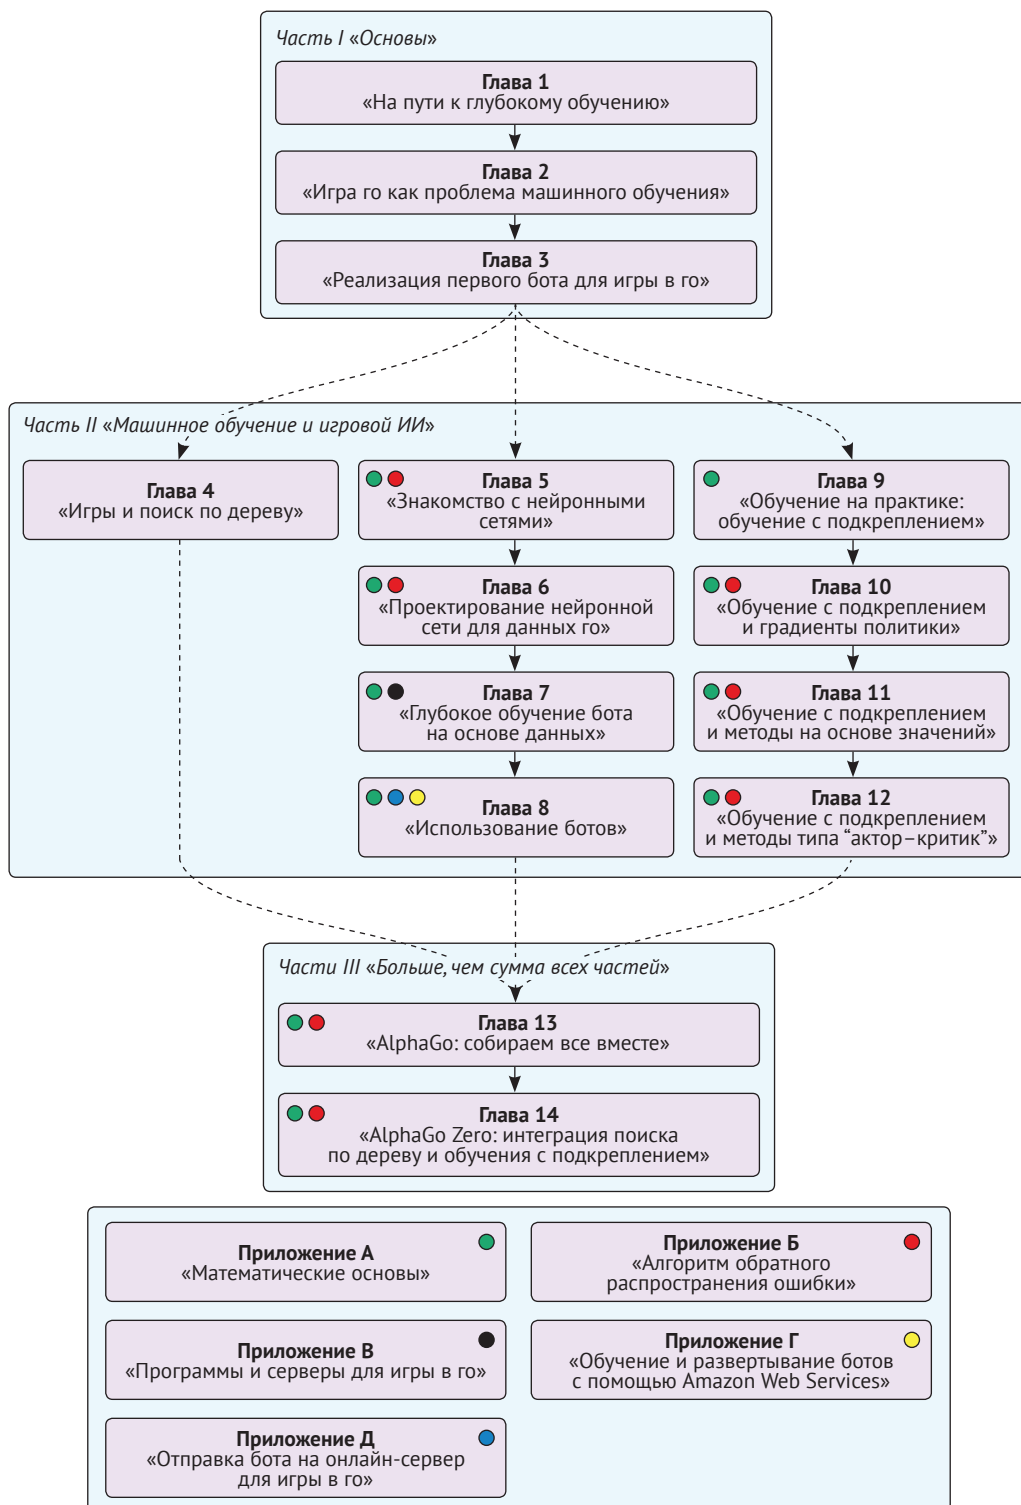 Часть I «Основы»
Глава 1
«На пути к глубокому обучению»
Глава 2
«Игра го как проблема машинного обучения»
Глава 3
«Реализация первого бота для игры в го»
Часть II «Машинное обучение и игровой ИИ»
Глава 4
«Игры и поиск по дереву»
Глава 5
«Знакомство с нейронными
сетями»
Глава 6
«Проектирование нейронной
сети для данных го»
Глава 7
«Глубокое обучение бота
на основе данных»
Глава 8
«Использование ботов»
Глава 9
«Обучение на практике:
обучение с подкреплением»
Глава 10
«Обучение с подкреплением
и градиенты политики»
Глава 11
«Обучение с подкреплением
и методы на основе значений»
Глава 12
«Обучение с подкреплением
и методы типа “актор–критик”»
Части III «Больше, чем сумма всех частей»
Глава 13
«AlphaGo: собираем все вместе»
Глава 14
«AlphaGo Zero: интеграция поиска
по дереву и обучения с подкреплением»
Приложение А
«Математические основы»
Приложение Б
«Алгоритм обратного
распространения ошибки»
Приложение В
«Программы и серверы для игры в го»
Приложение Г
«Обучение и развертывание ботов
с помощью Amazon Web Services»
Приложение Д
«Отправка бота на онлайн-сервер
для игры в го»